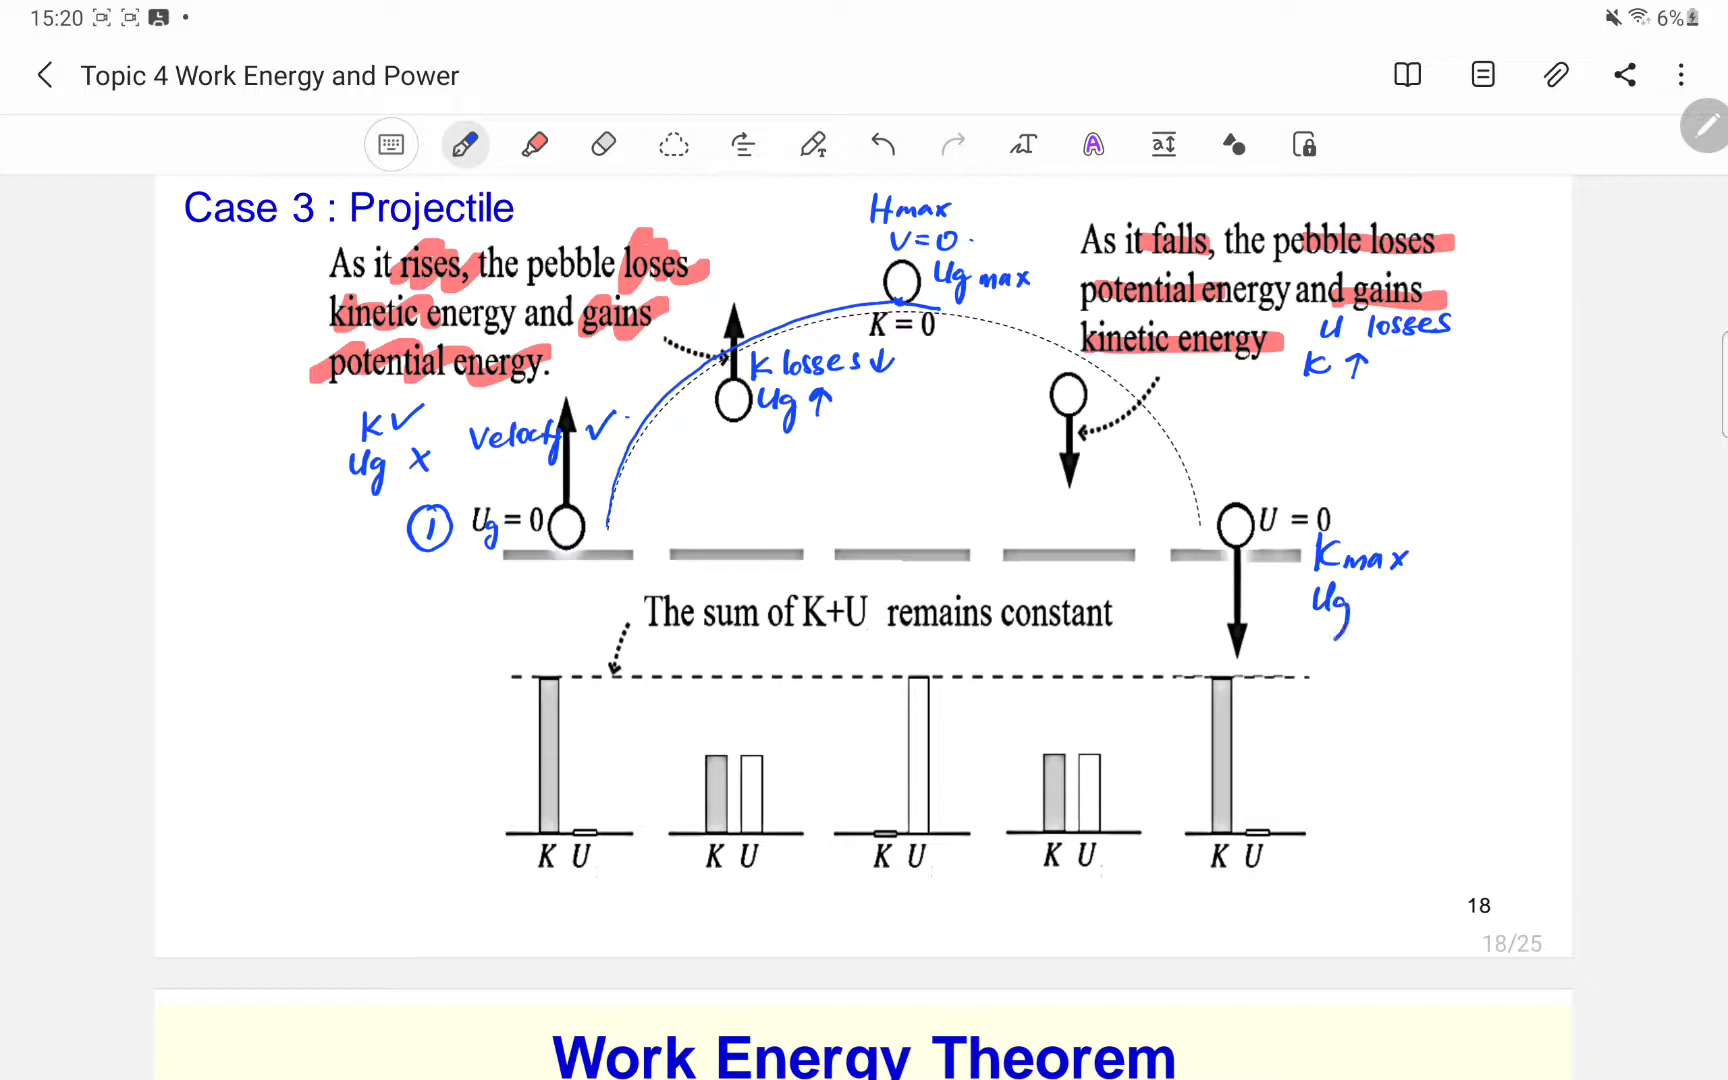 15:20
6%
Topic 4 Work Energy and Power
Case 3 : Projectile
As it rises, the pebble loses
kinetic energy and gains
potential energy.
Hmax
V=0.
Ug max
K = 0
As it falls, the pebble loses
potential energy and gains
kinetic energy
U losses
K ↑
K losses ↓
Ug ↑
K ✓
Ug x
Velocty ✓
1
Ug = 0
U = 0
Kmax
Ug
The sum of K+U remains constant
K U
K U
K U
K U
K U
18
18/25
Work Energy Theorem